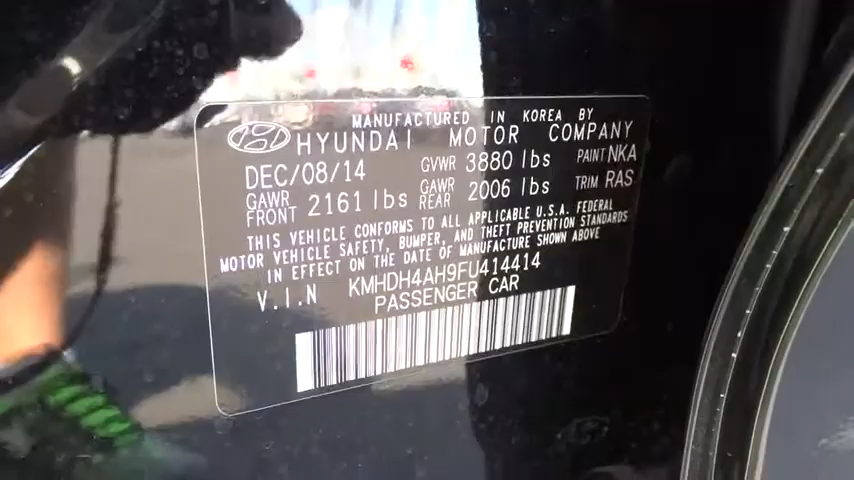 MANUFACTURED IN KOREA BY
HYUNDAI MOTOR COMPANY
DEC/08/14 GVWR 3880 lbs PAINT NKA
GAWR FRONT 2161 lbs GAWR REAR 2006 lbs TRIM RAS
THIS VEHICLE CONFORMS TO ALL APPLICABLE U.S.A. FEDERAL
MOTOR VEHICLE SAFETY, BUMPER, AND THEFT PREVENTION STANDARDS
IN EFFECT ON THE DATE OF MANUFACTURE SHOWN ABOVE
V.I.N KMHDH4AH9FU414414
PASSENGER CAR